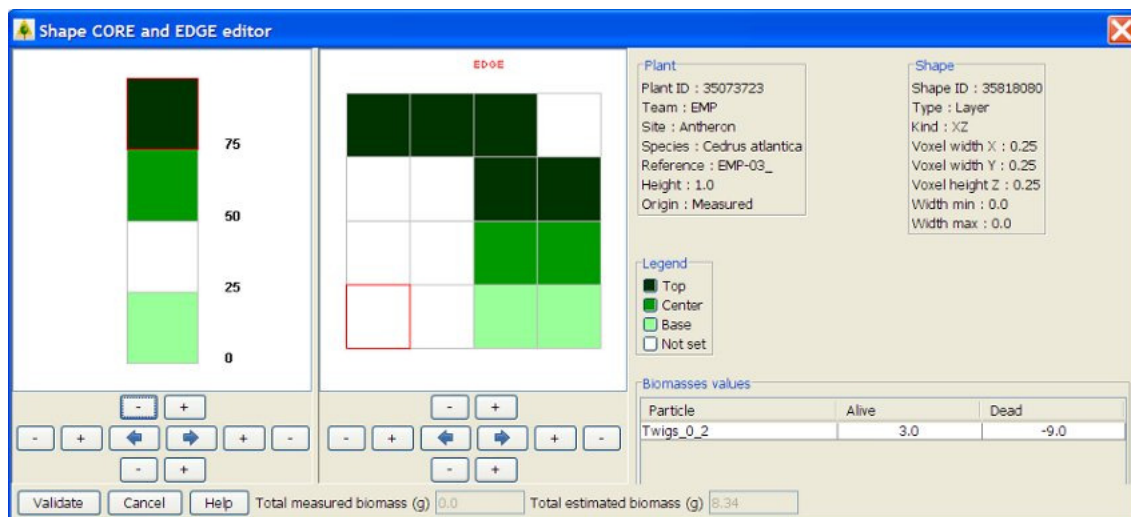 Shape CORE and EDGE editor
75
50
25
0
- +
- + + -
- +
EDGE
- +
- + + -
- +
Plant
Plant ID : 35073723
Team : EMP
Site : Antheron
Species : Cedrus atlantica
Reference : EMP-03_
Height : 1.0
Origin : Measured
Shape
Shape ID : 35818080
Type : Layer
Kind : XZ
Voxel width X : 0.25
Voxel width Y : 0.25
Voxel height Z : 0.25
Width min : 0.0
Width max : 0.0
Legend
Top
Center
Base
Not set
Biomasses values
Particle Alive Dead
Twigs_0_2 3.0 -9.0
Validate Cancel Help Total measured biomass (g) 0.0 Total estimated biomass (g) 8.34